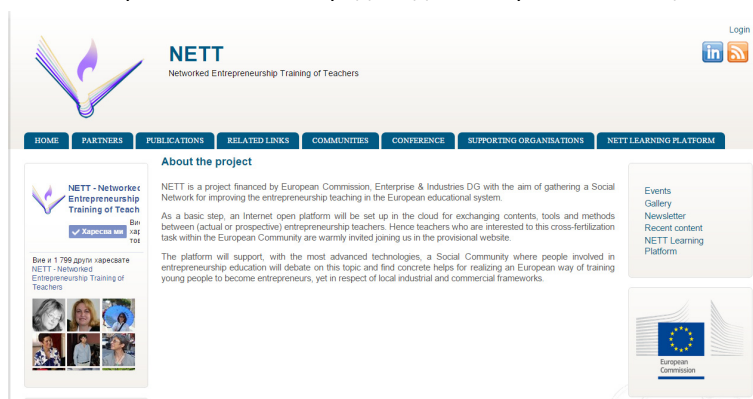 Login
NETT
Networked Entrepreneurship Training of Teachers
in
HOME PARTNERS PUBLICATIONS RELATED LINKS COMMUNITIES CONFERENCE SUPPORTING ORGANISATIONS NETT LEARNING PLATFORM
NETT - Networked
Entrepreneurship
Training of Teach
Харесва ми
Вие и 1 799 други харесвате
NETT - Networked
Entrepreneurship Training of
Teachers
About the project
NETT is a project financed by European Commission, Enterprise & Industries DG with the aim of gathering a Social
Network for improving the entrepreneurship teaching in the European educational system.
As a basic step, an Internet open platform will be set up in the cloud for exchanging contents, tools and methods
between (actual or prospective) entrepreneurship teachers. Hence teachers who are interested to this cross-fertilization
task within the European Community are warmly invited joining us in the provisional website.
The platform will support, with the most advanced technologies, a Social Community where people involved in
entrepreneurship education will debate on this topic and find concrete helps for realizing an European way of training
young people to become entrepreneurs, yet in respect of local industrial and commercial frameworks.
Events
Gallery
Newsletter
Recent content
NETT Learning
Platform
European
Commission